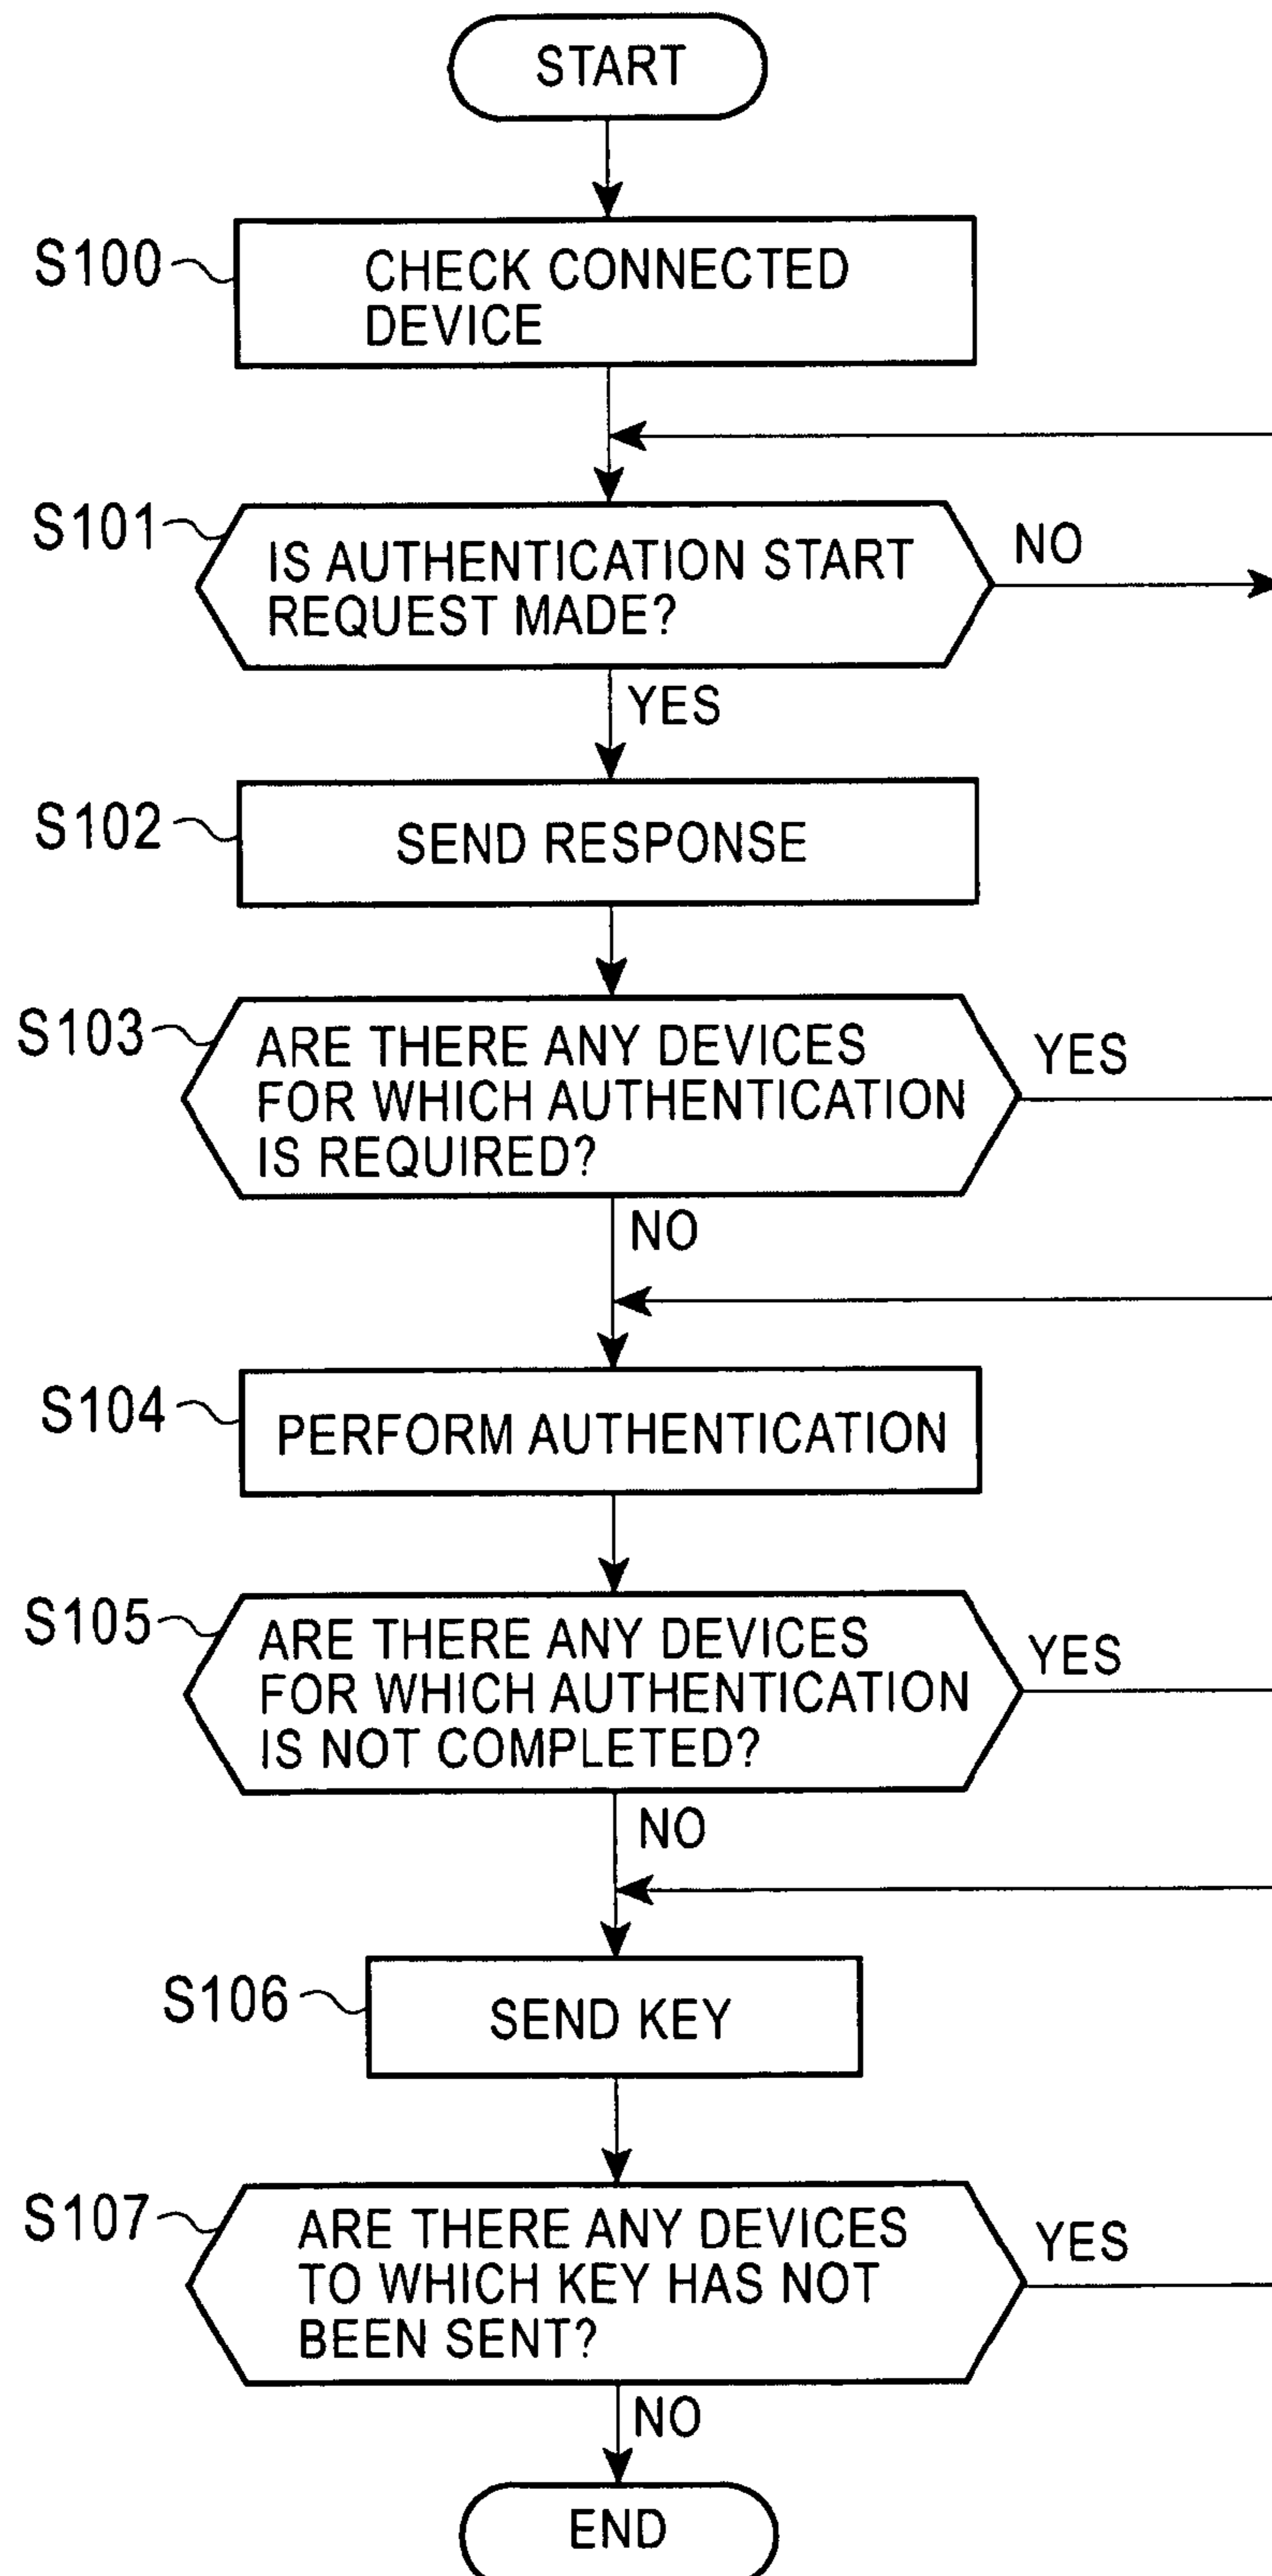 START
S100
CHECK CONNECTED
DEVICE
S101
IS AUTHENTICATION START
REQUEST MADE?
NO
YES
S102
SEND RESPONSE
S103
ARE THERE ANY DEVICES
FOR WHICH AUTHENTICATION
IS REQUIRED?
YES
NO
S104
PERFORM AUTHENTICATION
S105
ARE THERE ANY DEVICES
FOR WHICH AUTHENTICATION
IS NOT COMPLETED?
YES
NO
S106
SEND KEY
S107
ARE THERE ANY DEVICES
TO WHICH KEY HAS NOT
BEEN SENT?
YES
NO
END